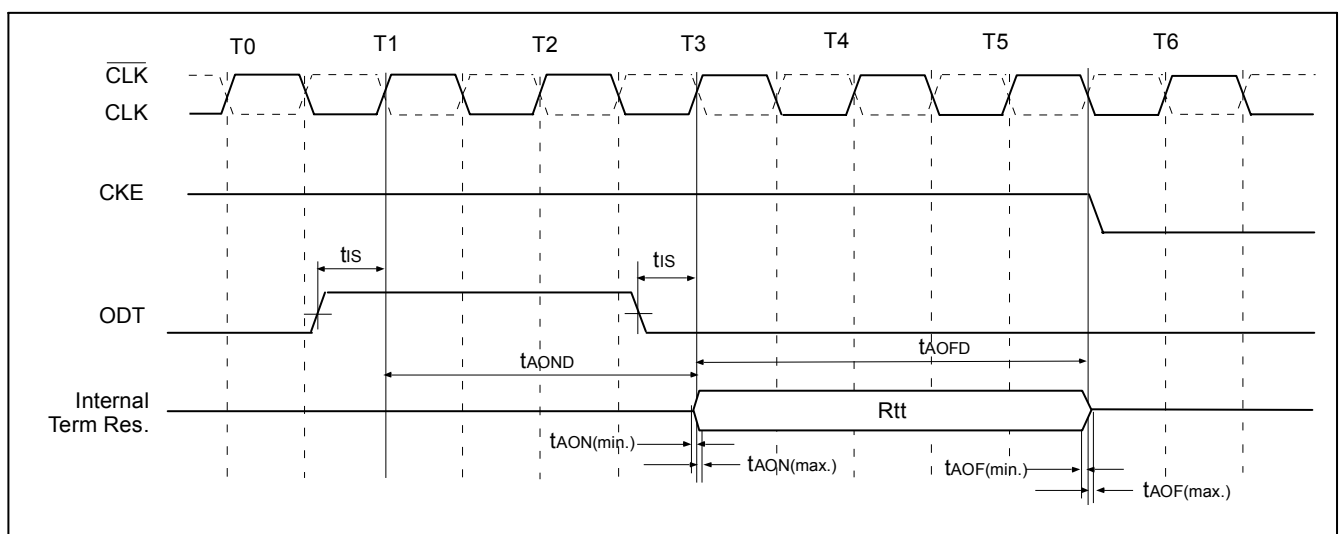 T0 T1 T2 T3 T4 T5 T6
CLK
CLK
CKE
tIS tIS
ODT
tAOFD
tAOND
Internal
Term Res.
Rtt
tAON(min.) tAON(max.) tAOF(min.) tAOF(max.)